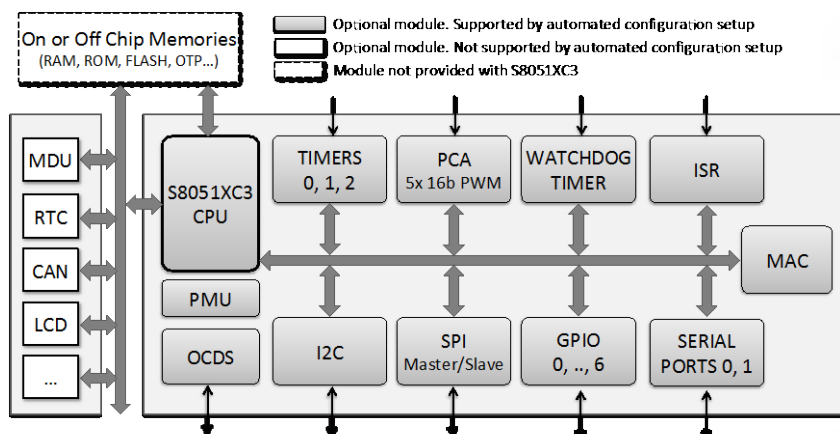 On or Off Chip Memories
(RAM, ROM, FLASH, OTP...)
Optional module. Supported by automated configuration setup
Optional module. Not supported by automated configuration setup
Module not provided with S8051XC3
MDU
RTC
CAN
LCD
...
S8051XC3
CPU
PMU
OCDS
TIMERS
0, 1, 2
PCA
5x 16b PWM
WATCHDOG
TIMER
ISR
MAC
I2C
SPI
Master/Slave
GPIO
0, .., 6
SERIAL
PORTS 0, 1